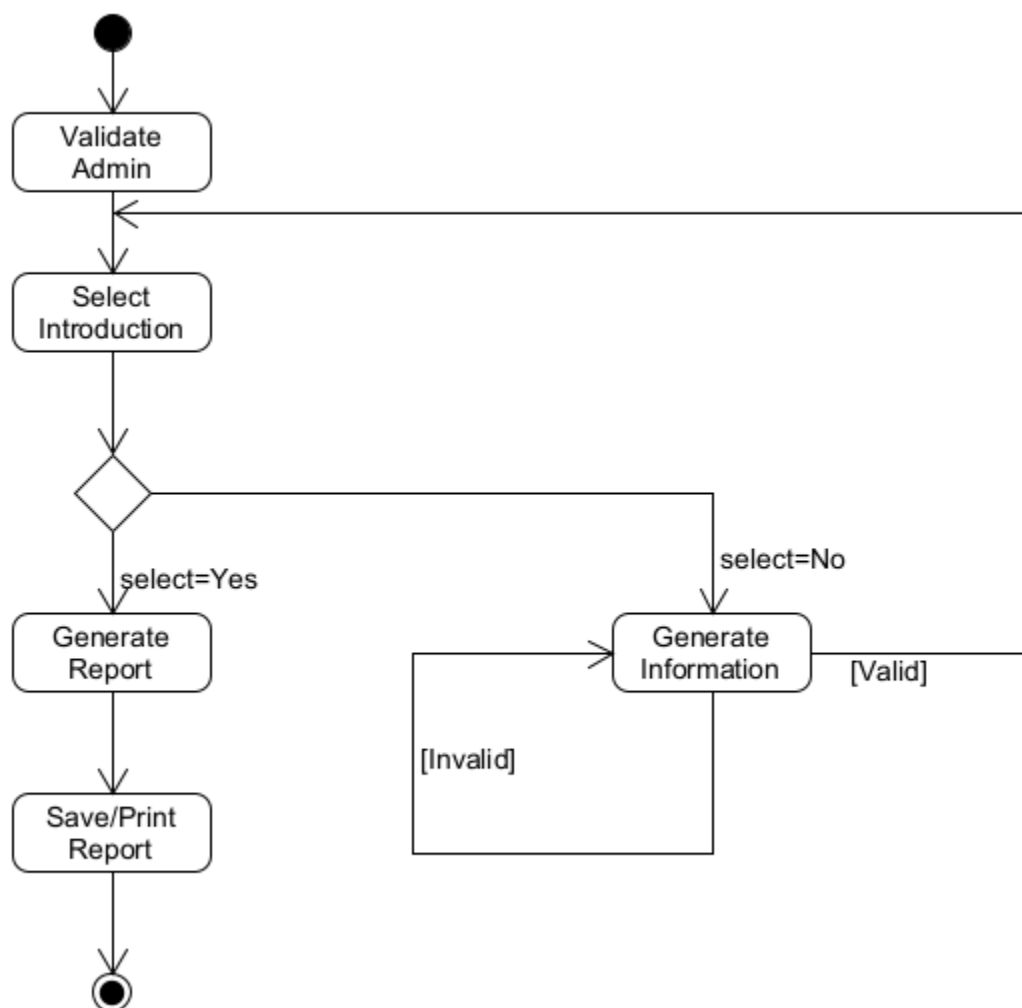 Validate
Admin
Select
Introduction
select=Yes
select=No
Generate
Report
Generate
Information
[Valid]
[Invalid]
Save/Print
Report